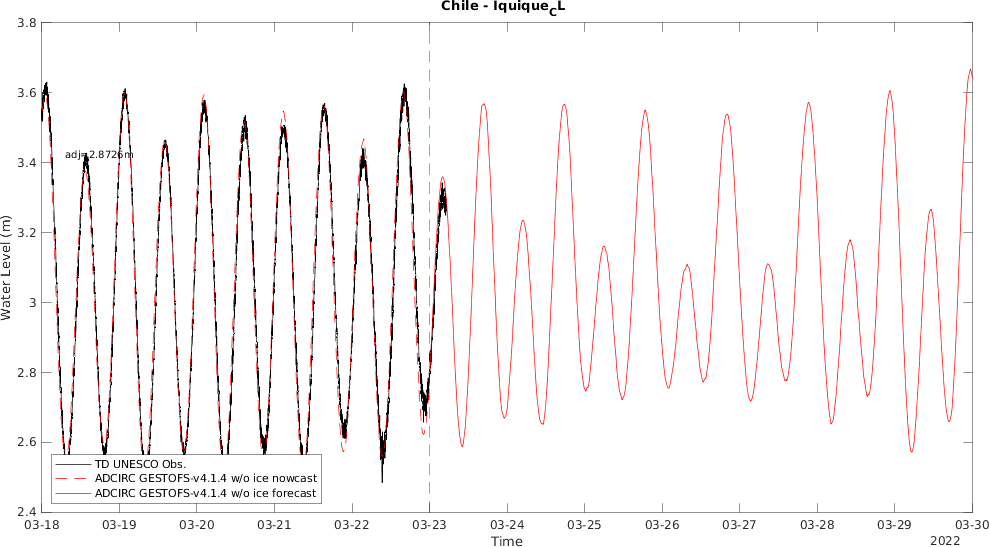 Chile - Iquique_CL
3.8
3.6
3.4
3.2
3
2.8
2.6
2.4
Water Level (m)
adj=2.8726m
TD UNESCO Obs.
ADCIRC GESTOFS-v4.1.4 w/o ice nowcast
ADCIRC GESTOFS-v4.1.4 w/o ice forecast
03-18 03-19 03-20 03-21 03-22 03-23 03-24 03-25 03-26 03-27 03-28 03-29 03-30
Time
2022